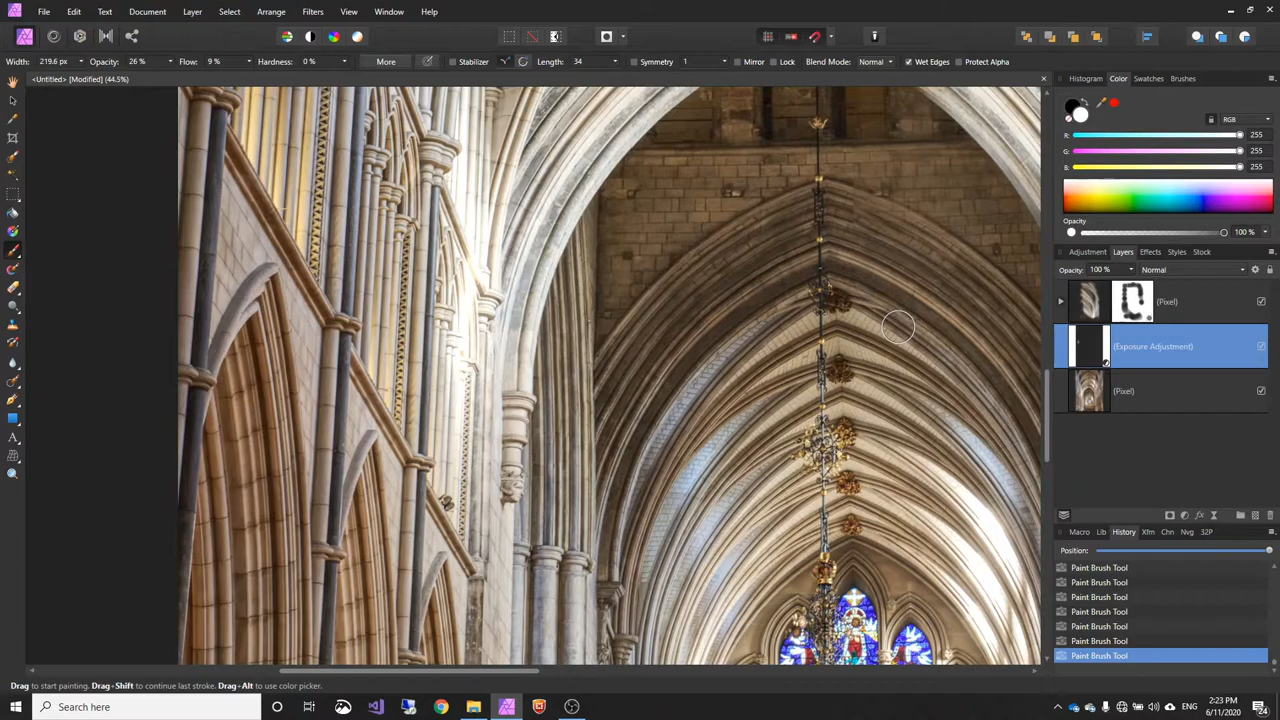 File Edit Text Document Layer Select Arrange Filters View Window Help
Width: 219.6 px Opacity: 26 % Flow: 9 % Hardness: 0 % More Stabilizer Length: 34 Symmetry 1 Mirror Lock Blend Mode: Normal Wet Edges Protect Alpha
<Untitled> [Modified] (44.5%)
Histogram Color Swatches Brushes
RGB
R: 255
G: 255
B: 255
Opacity
100 %
Adjustment Layers Effects Styles Stock
Opacity: 100 % Normal
(Pixel)
(Exposure Adjustment)
(Pixel)
Macro Lib History Xfm Chn Nvg 32P
Position:
Paint Brush Tool
Paint Brush Tool
Paint Brush Tool
Paint Brush Tool
Paint Brush Tool
Paint Brush Tool
Paint Brush Tool
Drag to start painting. Drag+Shift to continue last stroke. Drag+Alt to use color picker.
Search here
ENG
2:23 PM
6/11/2020
24